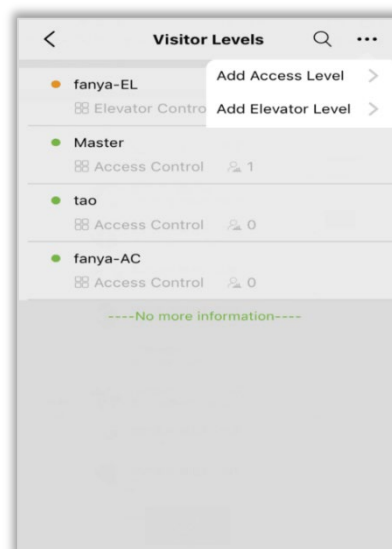 Visitor Levels
fanya-EL
Add Access Level
Elevator Contro
Add Elevator Level
Master
Access Control 1
tao
Access Control 0
fanya-AC
Access Control 0
----No more information----